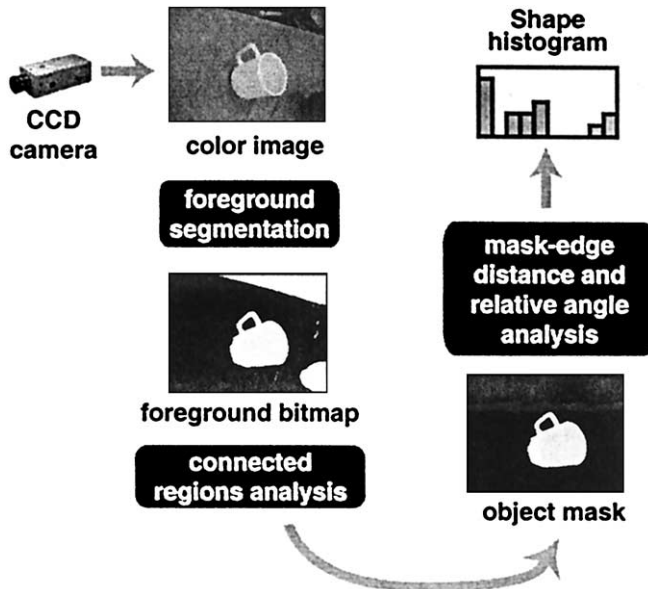 CCD
camera
color image
foreground
segmentation
foreground bitmap
connected
regions analysis
object mask
mask-edge
distance and
relative angle
analysis
Shape
histogram